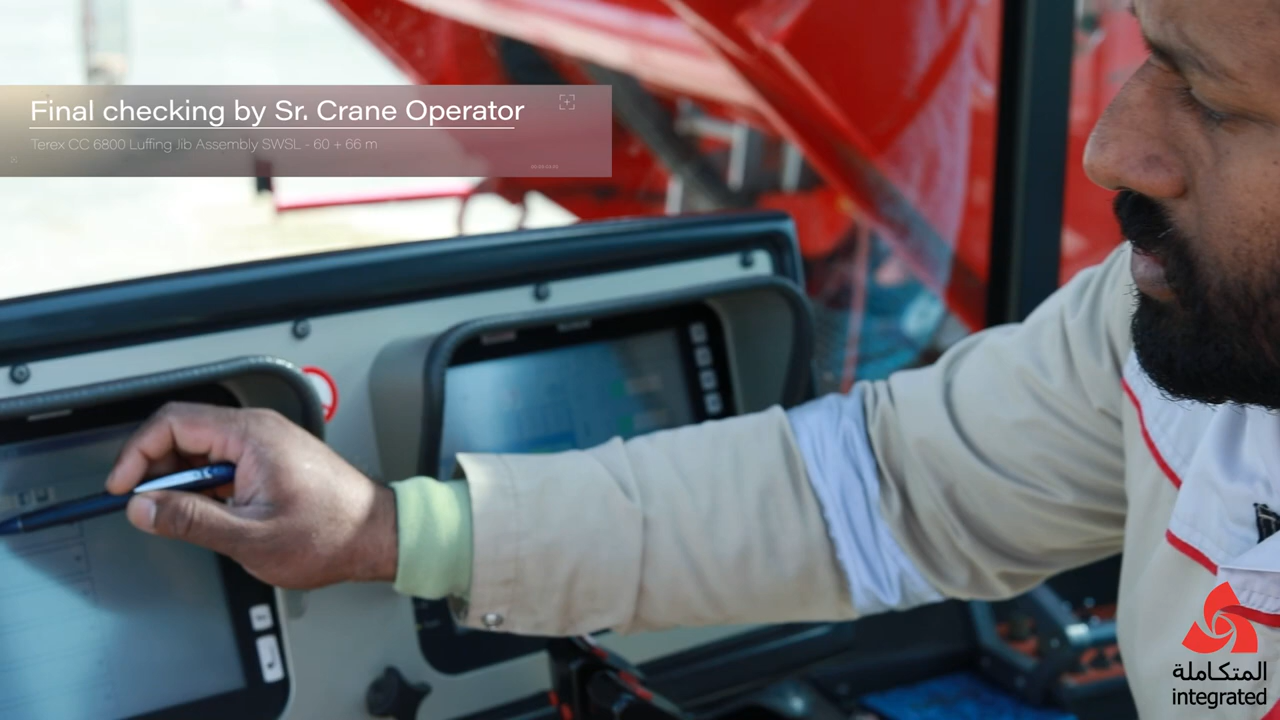 Final checking by Sr. Crane Operator
Terex CC 6800 Luffing Jib Assembly SWSL - 60 + 66 m
المتكاملة
integrated